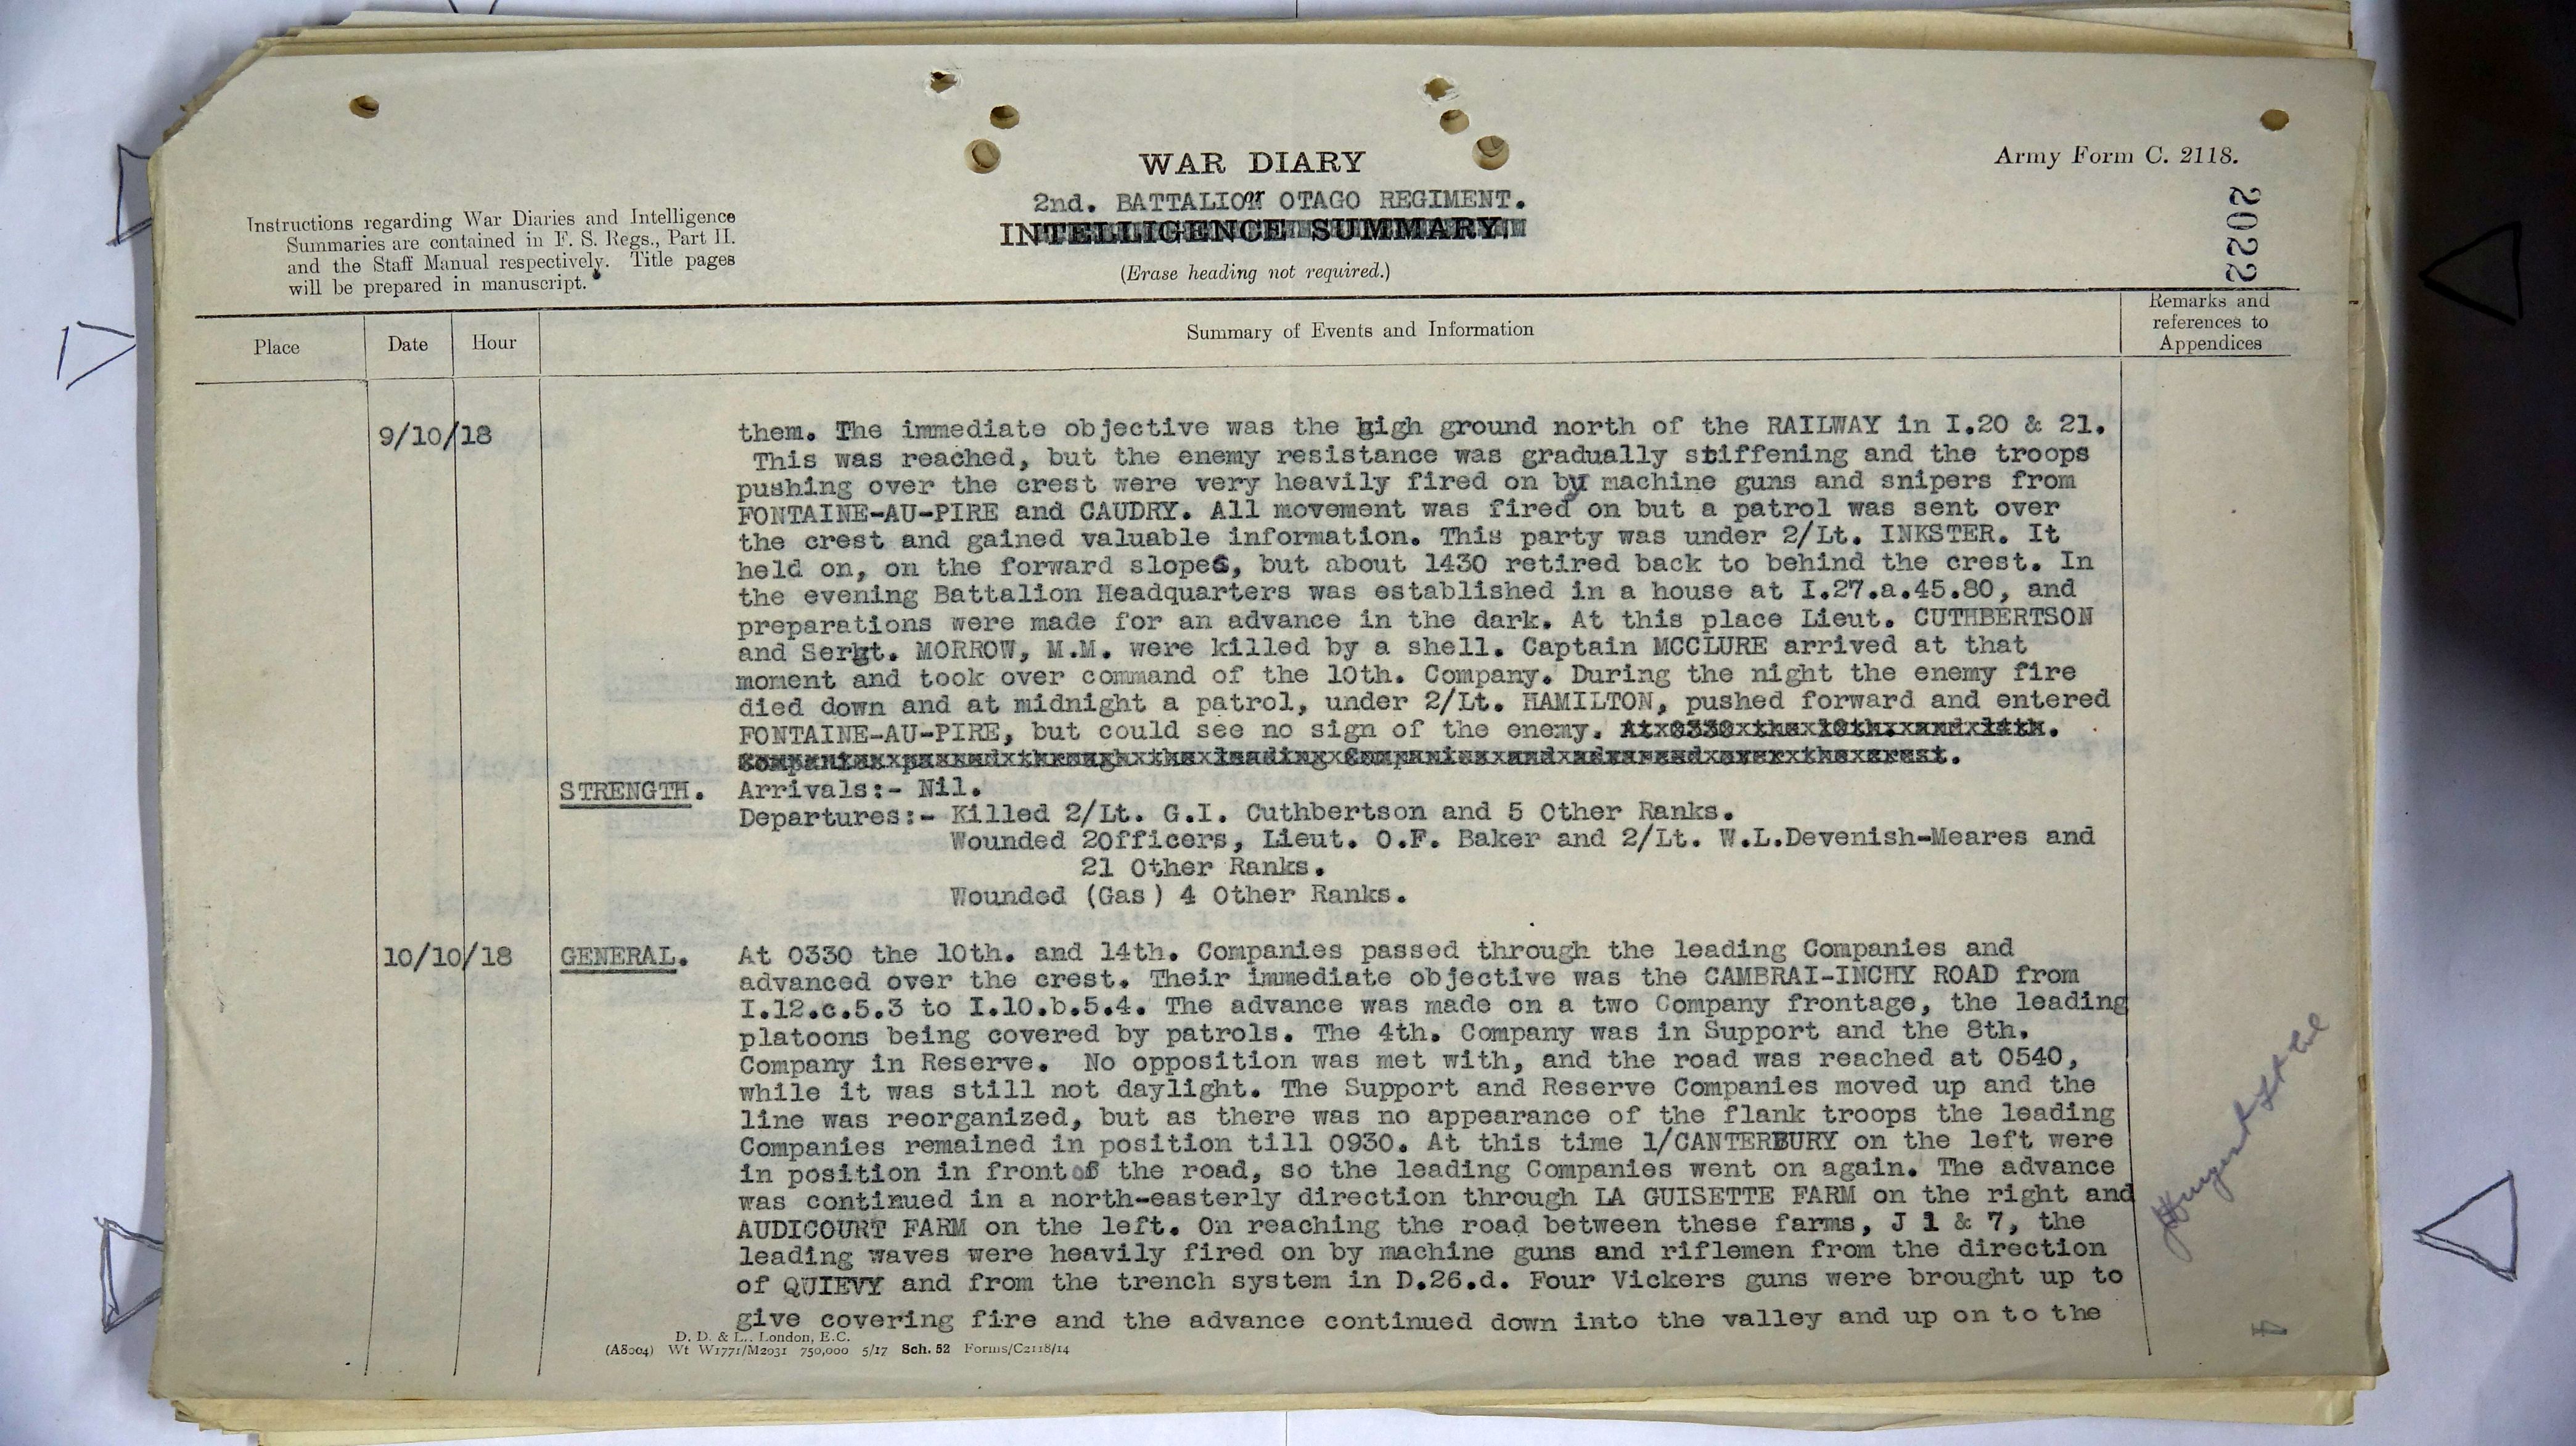 WAR DIARY
Army Form C. 2118.
2022
2nd. BATTALION or OTAGO REGIMENT.
INTELLIGENCE SUMMARY.
(Erase heading not required.)
Instructions regarding War Diaries and Intelligence
Summaries are contained in F. S. Regs., Part II.
and the Staff Manual respectively. Title pages
will be prepared in manuscript.
Place
Date
Hour
Summary of Events and Information
Remarks and
references to
Appendices
9/10/18
them. The immediate objective was the high ground north of the RAILWAY in I.20 & 21.
This was reached, but the enemy resistance was gradually stiffening and the troops
pushing over the crest were very heavily fired on by machine guns and snipers from
FONTAINE-AU-PIRE and CAUDRY. All movement was fired on but a patrol was sent over
the crest and gained valuable information. This party was under 2/Lt. INKSTER. It
held on, on the forward slopes, but about 1430 retired back to behind the crest. In
the evening Battalion Headquarters was established in a house at I.27.a.45.80, and
preparations were made for an advance in the dark. At this place Lieut. CUTHBERTSON
and Sergt. MORROW, M.M. were killed by a shell. Captain MCCLURE arrived at that
moment and took over command of the 10th. Company. During the night the enemy fire
died down and at midnight a patrol, under 2/Lt. HAMILTON, pushed forward and entered
FONTAINE-AU-PIRE, but could see no sign of the enemy. At 0330 the 10th. and 14th.
Companies passed through the leading Companies and advanced over the crest.
STRENGTH. Arrivals:- Nil.
Departures:- Killed 2/Lt. G.I. Cuthbertson and 5 Other Ranks.
Wounded 2Officers, Lieut. O.F. Baker and 2/Lt. W.L.Devenish-Meares and
21 Other Ranks.
Wounded (Gas) 4 Other Ranks.
10/10/18 GENERAL. At 0330 the 10th. and 14th. Companies passed through the leading Companies and
advanced over the crest. Their immediate objective was the CAMBRAI-INCHY ROAD from
I.12.c.5.3 to I.10.b.5.4. The advance was made on a two Company frontage, the leading
platoons being covered by patrols. The 4th. Company was in Support and the 8th.
Company in Reserve. No opposition was met with, and the road was reached at 0540,
while it was still not daylight. The Support and Reserve Companies moved up and the
line was reorganized, but as there was no appearance of the flank troops the leading
Companies remained in position till 0930. At this time 1/CANTERBURY on the left were
in position in front of the road, so the leading Companies went on again. The advance
was continued in a north-easterly direction through LA GUISETTE FARM on the right and
AUDICOURT FARM on the left. On reaching the road between these farms, J 1 & 7, the
leading waves were heavily fired on by machine guns and riflemen from the direction
of QUIEVY and from the trench system in D.26.d. Four Vickers guns were brought up to
give covering fire and the advance continued down into the valley and up on to the
D. D. & L., London, E.C.
(A8004) Wt W1771/M2031 750,000 5/17 Sch. 52 Forms/C2118/14
4